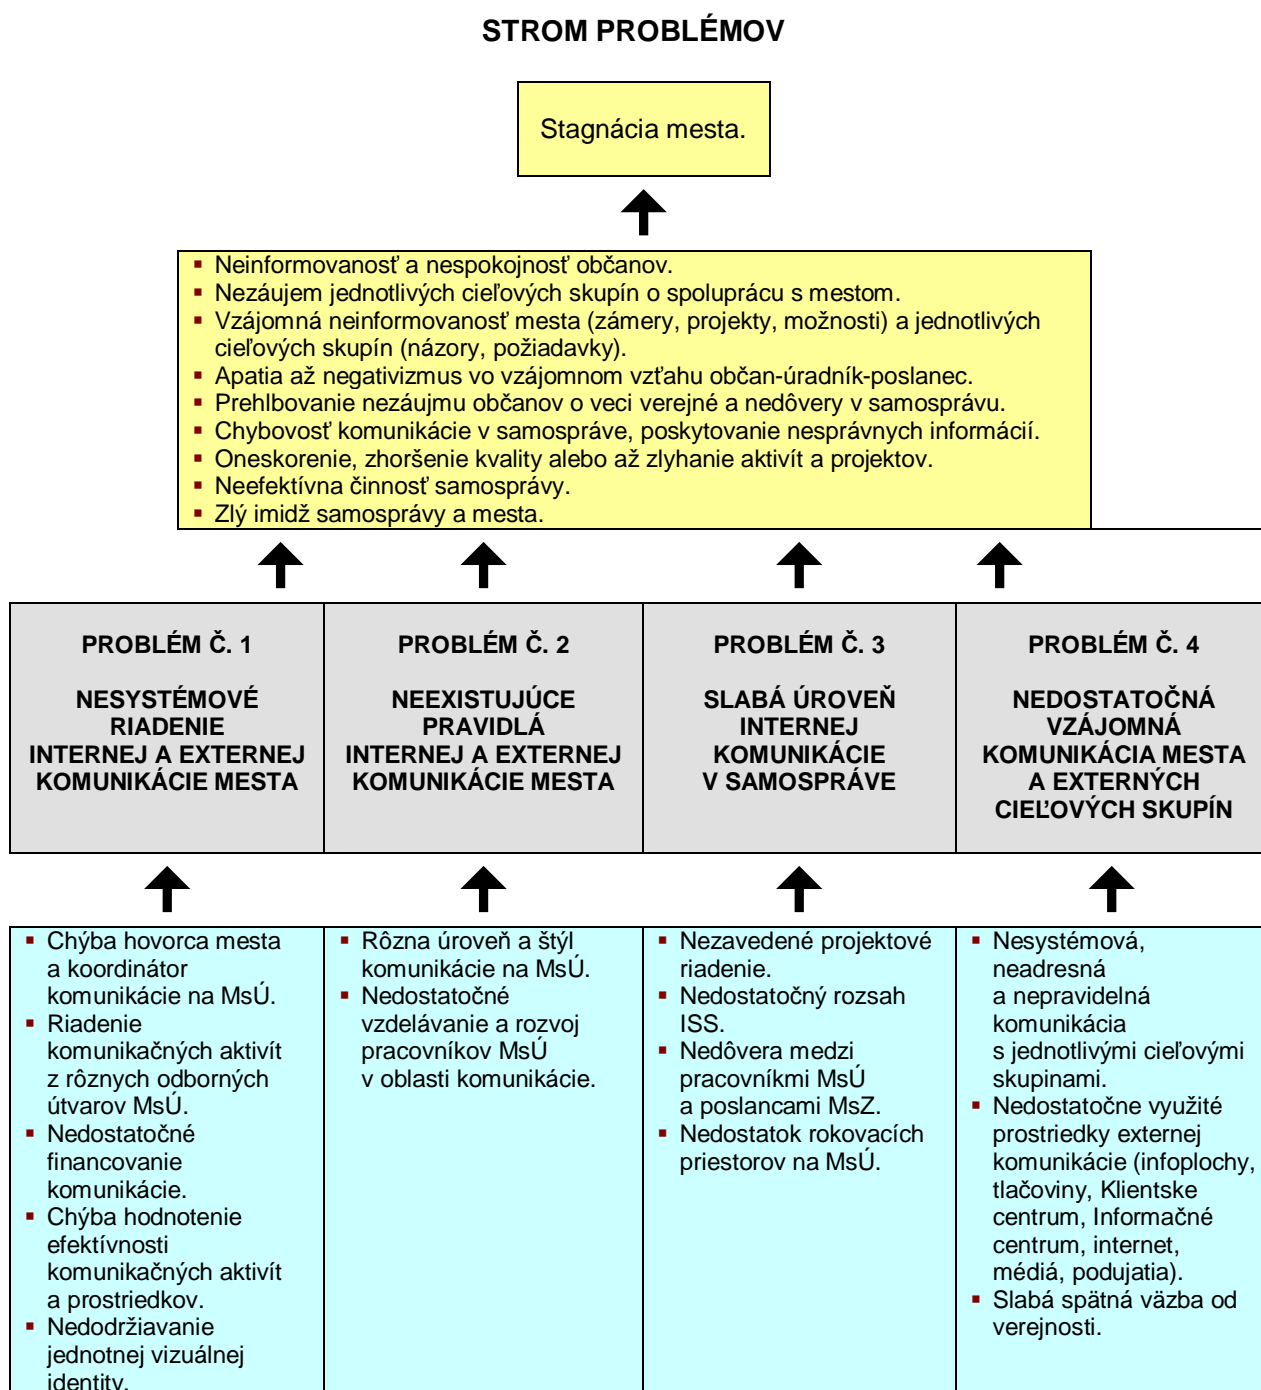 STROM PROBLÉMOV
Stagnácia mesta.
▪ Neinformovanosť a nespokojnosť občanov.
▪ Nezáujem jednotlivých cieľových skupín o spoluprácu s mestom.
▪ Vzájomná neinformovanosť mesta (zámery, projekty, možnosti) a jednotlivých
cieľových skupín (názory, požiadavky).
▪ Apatia až negativizmus vo vzájomnom vzťahu občan-úradník-poslanec.
▪ Prehlbovanie nezáujmu občanov o veci verejné a nedôvery v samosprávu.
▪ Chybovosť komunikácie v samospráve, poskytovanie nesprávnych informácií.
▪ Oneskorenie, zhoršenie kvality alebo až zlyhanie aktivít a projektov.
▪ Neefektívna činnosť samosprávy.
▪ Zlý imidž samosprávy a mesta.
PROBLÉM Č. 1
NESYSTÉMOVÉ
RIADENIE
INTERNEJ A EXTERNEJ
KOMUNIKÁCIE MESTA
PROBLÉM Č. 2
NEEXISTUJÚCE
PRAVIDLÁ
INTERNEJ A EXTERNEJ
KOMUNIKÁCIE MESTA
PROBLÉM Č. 3
SLABÁ ÚROVEŇ
INTERNEJ
KOMUNIKÁCIE
V SAMOSPRÁVE
PROBLÉM Č. 4
NEDOSTATOČNÁ
VZÁJOMNÁ
KOMUNIKÁCIA MESTA
A EXTERNÝCH
CIEĽOVÝCH SKUPÍN
▪ Chýba hovorca mesta
a koordinátor
komunikácie na MsÚ.
▪ Riadenie
komunikačných aktivít
z rôznych odborných
útvarov MsÚ.
▪ Nedostatočné
financovanie
komunikácie.
▪ Chýba hodnotenie
efektívnosti
komunikačných aktivít
a prostriedkov.
▪ Nedodržiavanie
jednotnej vizuálnej
identity.
▪ Rôzna úroveň a štýl
komunikácie na MsÚ.
▪ Nedostatočné
vzdelávanie a rozvoj
pracovníkov MsÚ
v oblasti komunikácie.
▪ Nezavedené projektové
riadenie.
▪ Nedostatočný rozsah
ISS.
▪ Nedôvera medzi
pracovníkmi MsÚ
a poslancami MsZ.
▪ Nedostatok rokovacích
priestorov na MsÚ.
▪ Nesystémová,
neadresná
a nepravidelná
komunikácia
s jednotlivými cieľovými
skupinami.
▪ Nedostatočne využité
prostriedky externej
komunikácie (infoplochy,
tlačoviny, Klientske
centrum, Informačné
centrum, internet,
médiá, podujatia).
▪ Slabá spätná väzba od
verejnosti.